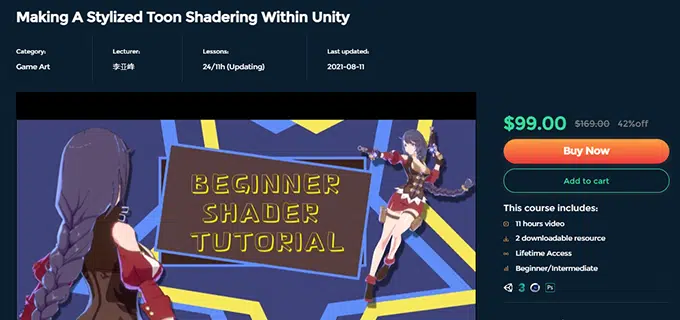 Making A Stylized Toon Shadering Within Unity
Category:
Game Art
Lecturer:
李亚峰
Lessons:
24/11h (Updating)
Last updated:
2021-08-11
BEGINNER
SHADER
TUTORIAL
$99.00 $169.00 42%off
Buy Now
Add to cart
This course includes:
11 hours video
2 downloadable resource
Lifetime Access
Beginner/Intermediate
3 Ps